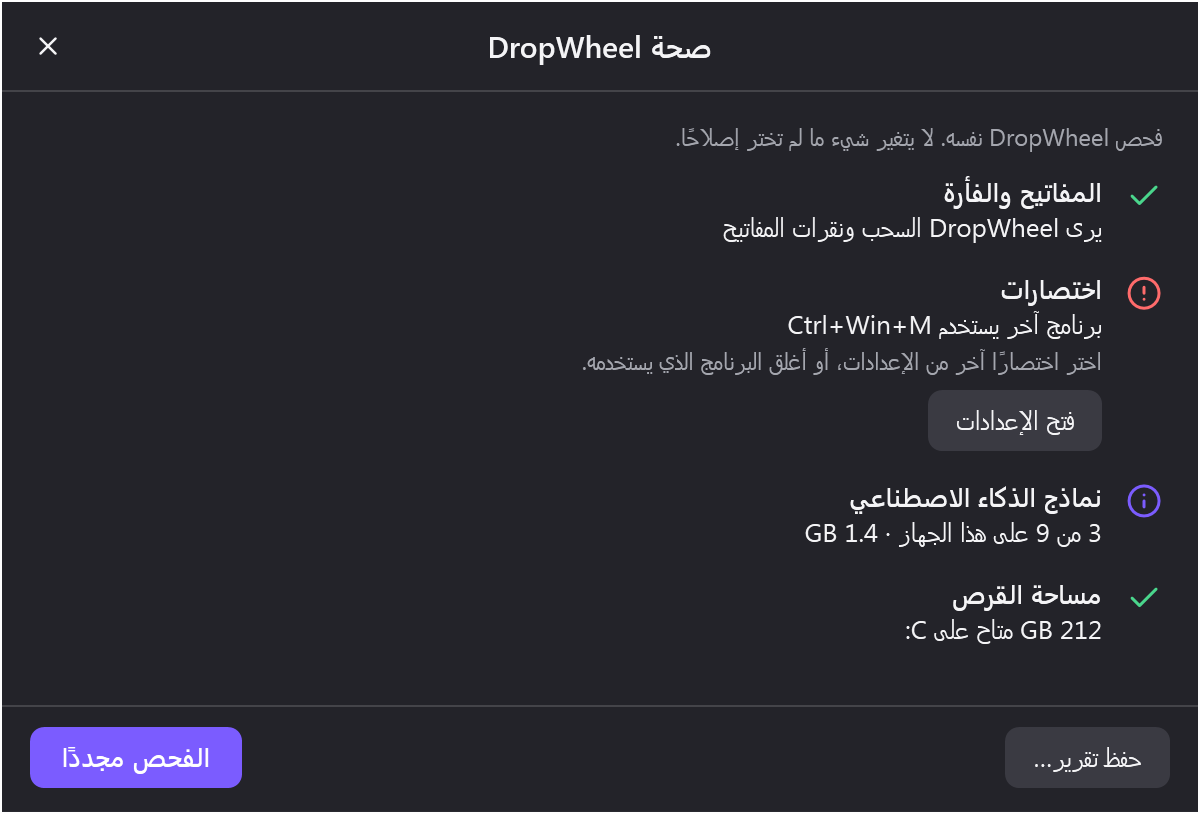 صحة DropWheel
فحص DropWheel نفسه. لا يتغير شيء ما لم تختر إصلاحًا.
المفاتيح والفأرة
يرى DropWheel السحب ونقرات المفاتيح
اختصارات
برنامج آخر يستخدم Ctrl+Win+M
اختر اختصارًا آخر من الإعدادات، أو أغلق البرنامج الذي يستخدمه.
فتح الإعدادات
نماذج الذكاء الاصطناعي
3 من 9 على هذا الجهاز · 1.4 GB
مساحة القرص
212 GB متاح على C:
حفظ تقرير...
الفحص مجددًا